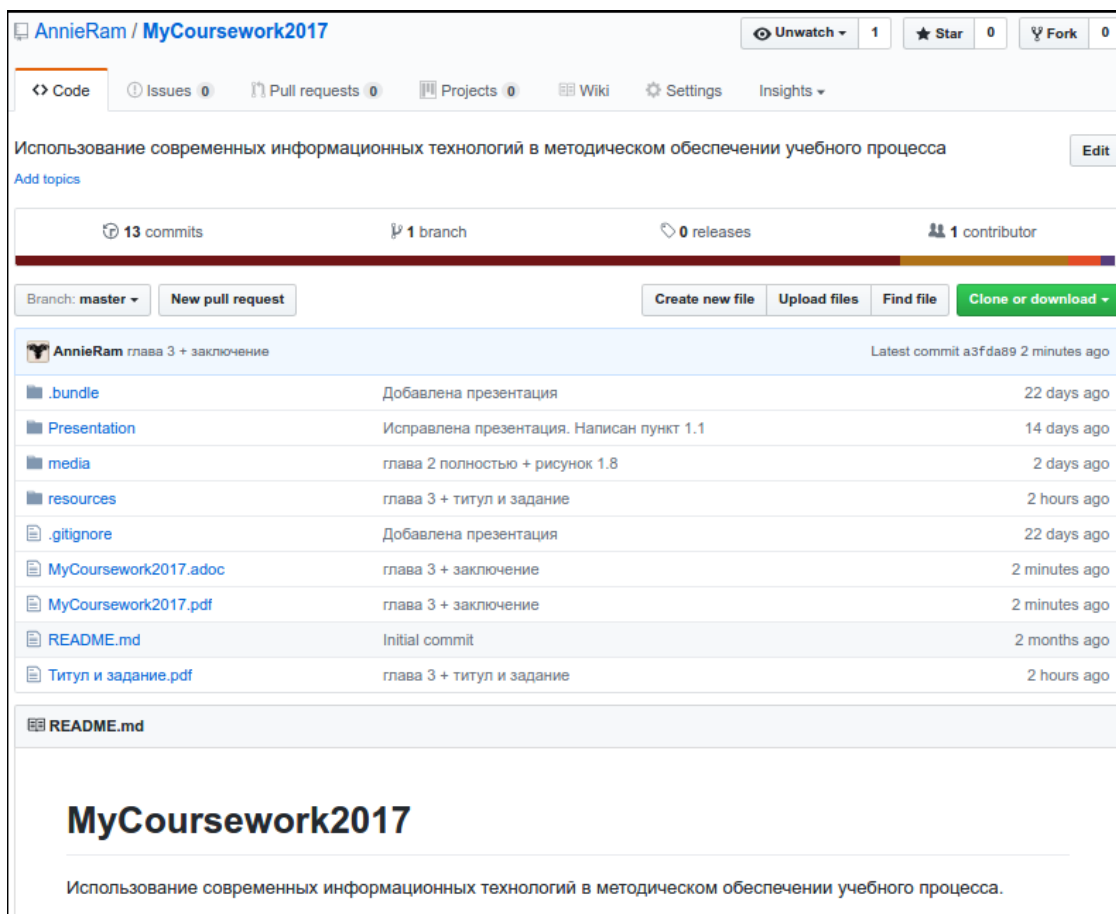 AnnieRam / MyCoursework2017 Unwatch 1 Star 0 Fork 0
Code Issues 0 Pull requests 0 Projects 0 Wiki Settings Insights
Использование современных информационных технологий в методическом обеспечении учебного процесса Edit
Add topics
13 commits 1 branch 0 releases 1 contributor
Branch: master New pull request Create new file Upload files Find file Clone or download
AnnieRam глава 3 + заключение Latest commit a3fda89 2 minutes ago
.bundle Добавлена презентация 22 days ago
Presentation Исправлена презентация. Написан пункт 1.1 14 days ago
media глава 2 полностью + рисунок 1.8 2 days ago
resources глава 3 + титул и задание 2 hours ago
.gitignore Добавлена презентация 22 days ago
MyCoursework2017.adoc глава 3 + заключение 2 minutes ago
MyCoursework2017.pdf глава 3 + заключение 2 minutes ago
README.md Initial commit 2 months ago
Титул и задание.pdf глава 3 + титул и задание 2 hours ago
README.md
MyCoursework2017
Использование современных информационных технологий в методическом обеспечении учебного процесса.